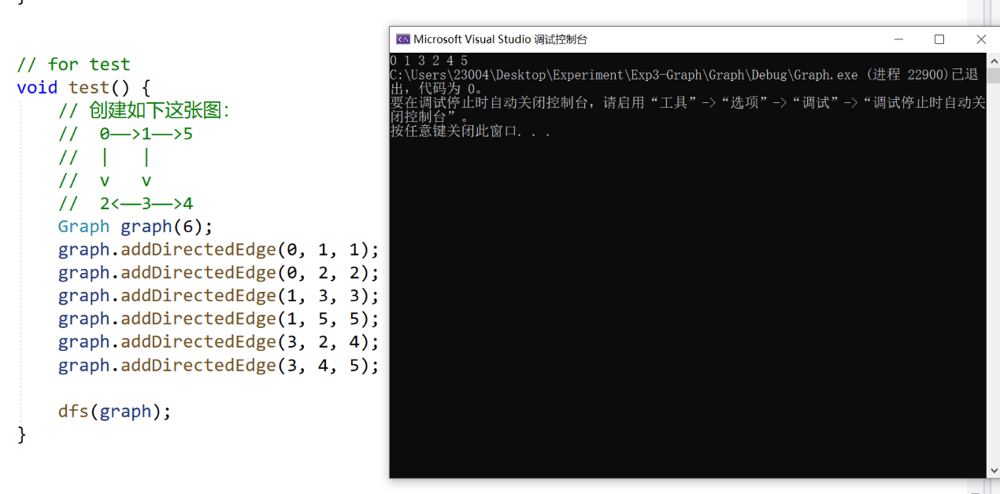 }
// for test
void test() {
// 创建如下这张图:
// 0——>1——>5
// |   |
// v   v
// 2<——3——>4
Graph graph(6);
graph.addDirectedEdge(0, 1, 1);
graph.addDirectedEdge(0, 2, 2);
graph.addDirectedEdge(1, 3, 3);
graph.addDirectedEdge(1, 5, 5);
graph.addDirectedEdge(3, 2, 4);
graph.addDirectedEdge(3, 4, 5);
dfs(graph);
}
Microsoft Visual Studio 调试控制台
0 1 3 2 4 5
C:\Users\23004\Desktop\Experiment\Exp3-Graph\Graph\Debug\Graph.exe (进程 22900)已退
出，代码为 0。
要在调试停止时自动关闭控制台，请启用“工具”->“选项”->“调试”->“调试停止时自动关
闭控制台”。
按任意键关闭此窗口. . .